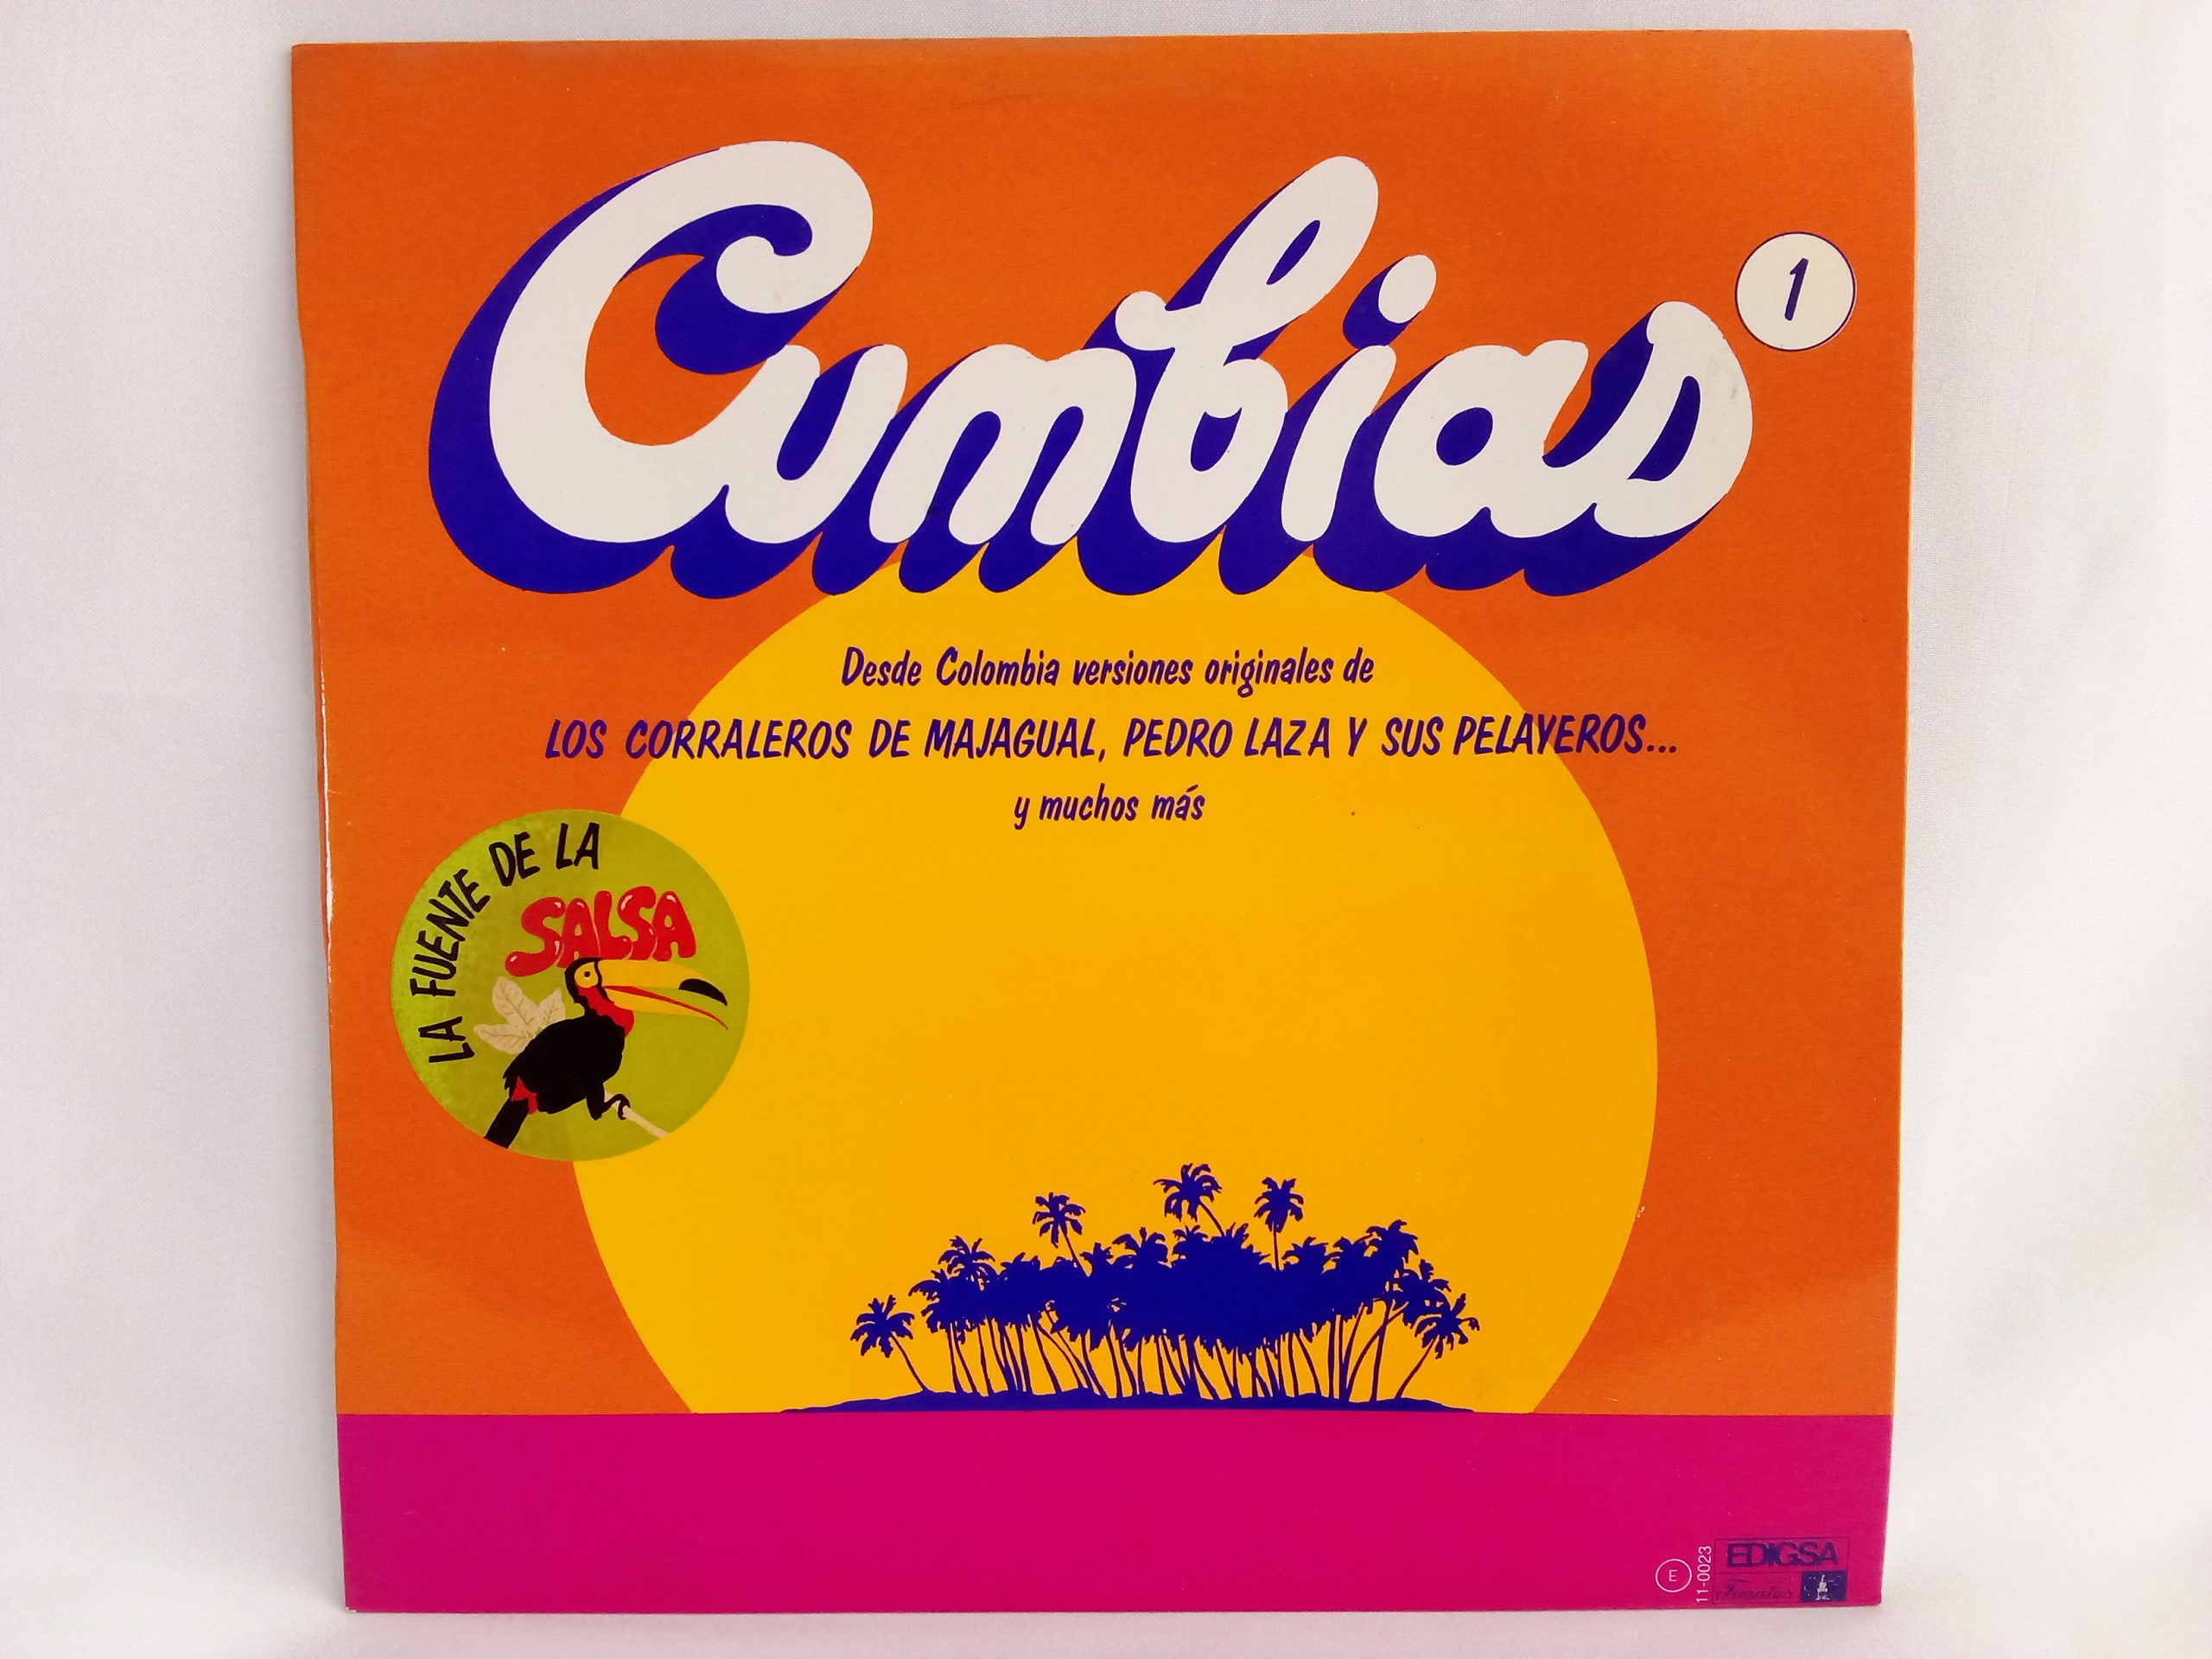 Cumbias
1
Desde Colombia versiones originales de
LOS CORRALEROS DE MAJAGUAL, PEDRO LAZA Y SUS PELAYEROS...
y muchos más
LA FUENTE DE LA
SALSA
E
11-0023
EDIGSA
Fuentes